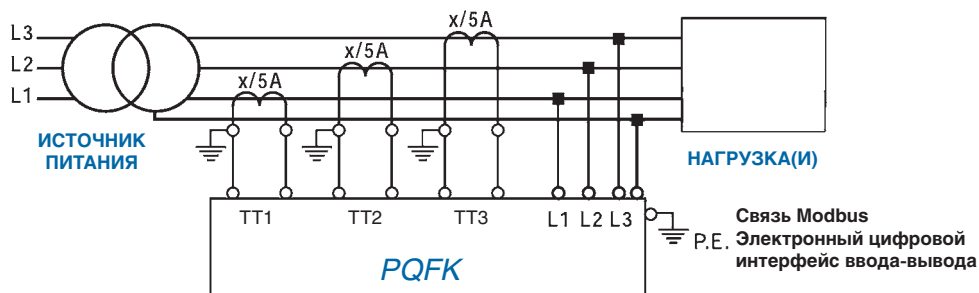 L3
L2
L1
x/5A
x/5A
x/5A
ИСТОЧНИК
ПИТАНИЯ
НАГРУЗКА(И)
TT1
TT2
TT3
L1
L2
L3
P.E.
Связь Modbus
Электронный цифровой
интерфейс ввода-вывода
PQFK